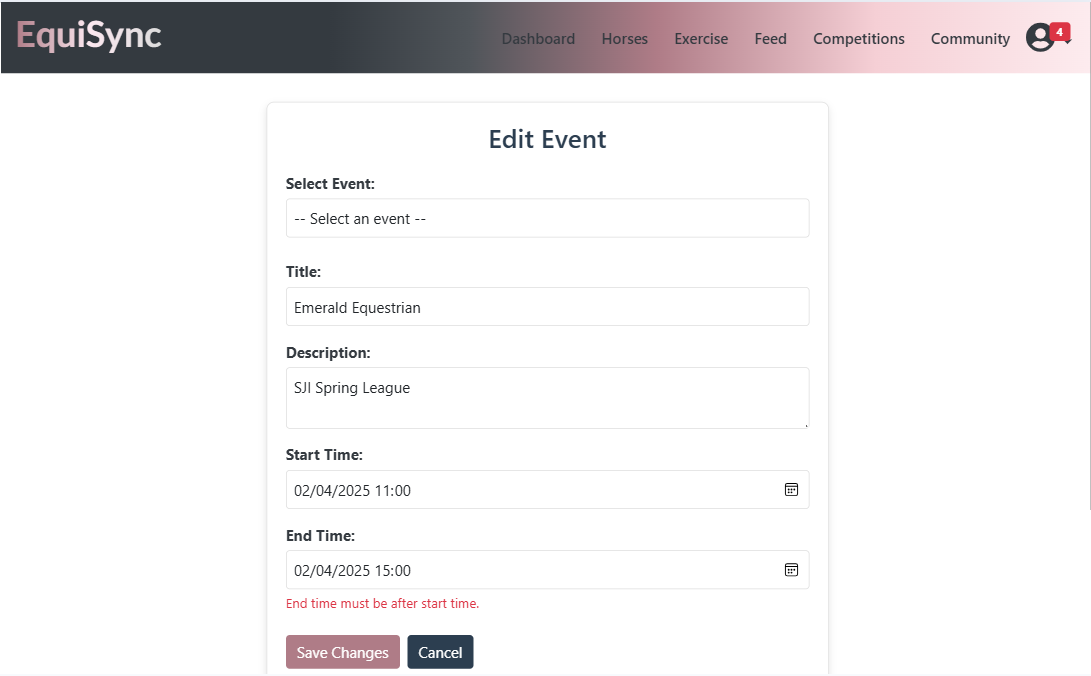 EquiSync
Dashboard Horses Exercise Feed Competitions Community 4
Edit Event
Select Event:
-- Select an event --
Title:
Emerald Equestrian
Description:
SJI Spring League
Start Time:
02/04/2025 11:00
End Time:
02/04/2025 15:00
End time must be after start time.
Save Changes Cancel